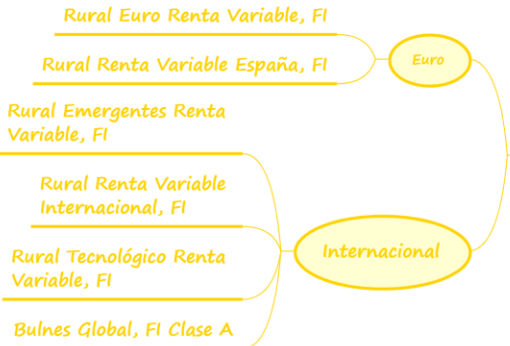 Rural Euro Renta Variable, FI
Rural Renta Variable España, FI
Euro
Rural Emergentes Renta
Variable, FI
Rural Renta Variable
Internacional, FI
Rural Tecnológico Renta
Variable, FI
Bulnes Global, FI Clase A
Internacional